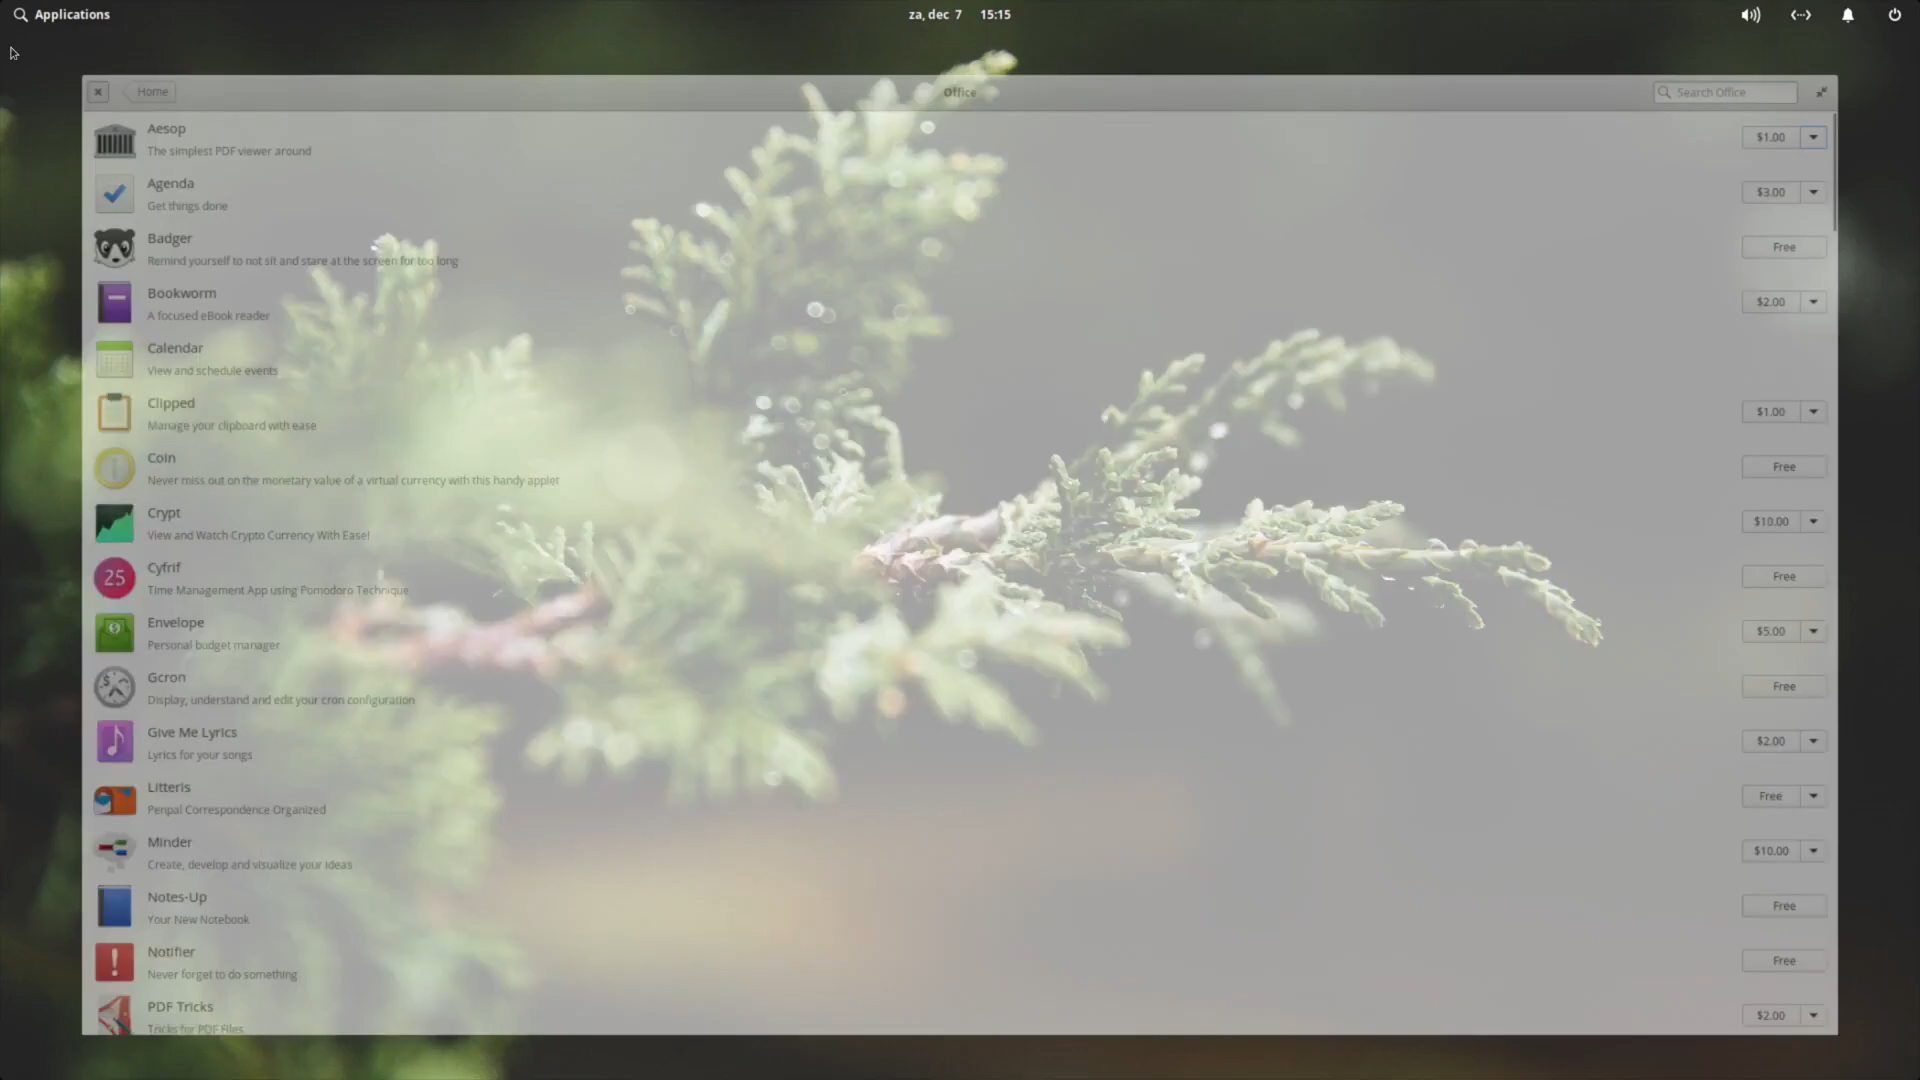 Applications
za, dec 7 15:15
Home
Office
Search Office
Aesop
The simplest PDF viewer around
$1.00
Agenda
Get things done
$3.00
Badger
Remind yourself to not sit and stare at the screen for too long
Free
Bookworm
A focused eBook reader
$2.00
Calendar
View and schedule events
Clipped
Manage your clipboard with ease
$1.00
Coin
Never miss out on the monetary value of a virtual currency with this handy applet
Free
Crypt
View and Watch Crypto Currency With Ease!
$10.00
25
Cyfrif
Time Management App using Pomodoro Technique
Free
Envelope
Personal budget manager
$5.00
Gcron
Display, understand and edit your cron configuration
Free
Give Me Lyrics
Lyrics for your songs
$2.00
Litteris
Penpal Correspondence Organized
Free
Minder
Create, develop and visualize your ideas
$10.00
Notes-Up
Your New Notebook
Free
Notifier
Never forget to do something
Free
PDF Tricks
Tricks for PDF Files
$2.00